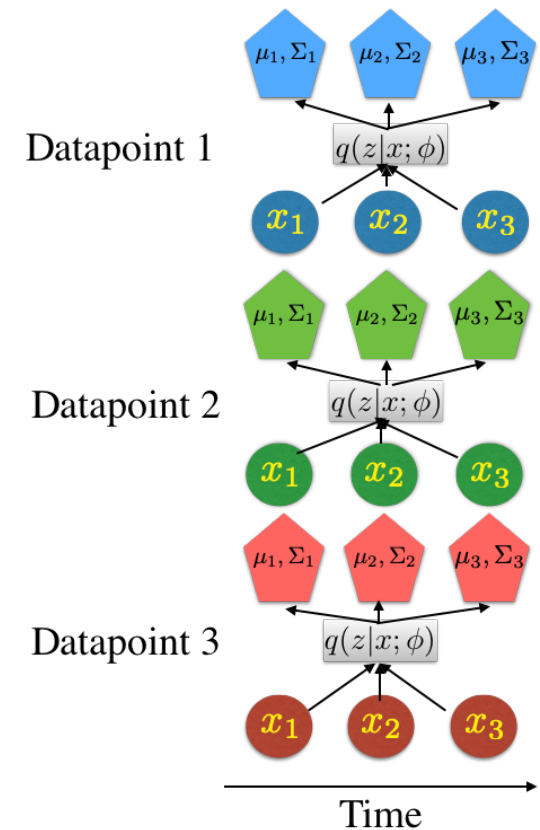 μ₁, Σ₁ μ₂, Σ₂ μ₃, Σ₃
Datapoint 1 q(z|x; ϕ)
x₁ x₂ x₃
μ₁, Σ₁ μ₂, Σ₂ μ₃, Σ₃
Datapoint 2 q(z|x; ϕ)
x₁ x₂ x₃
μ₁, Σ₁ μ₂, Σ₂ μ₃, Σ₃
Datapoint 3 q(z|x; ϕ)
x₁ x₂ x₃
Time